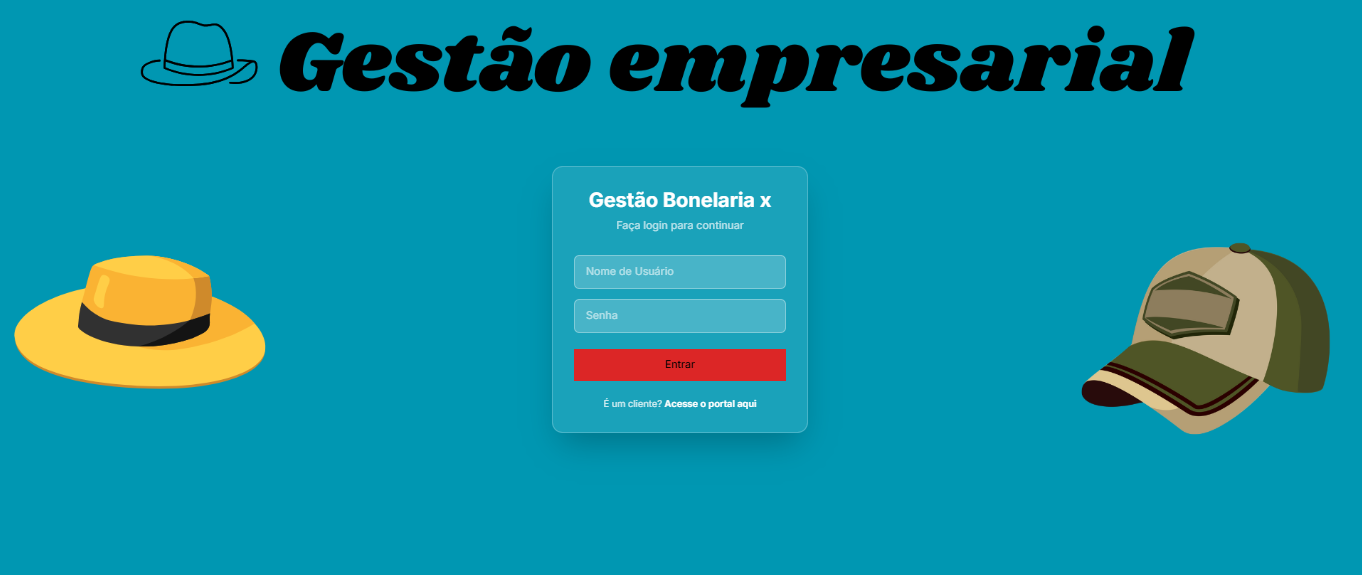 Gestão empresarial
Gestão Bonelaria x
Faça login para continuar
Nome de Usuário
Senha
Entrar
É um cliente? Acesse o portal aqui